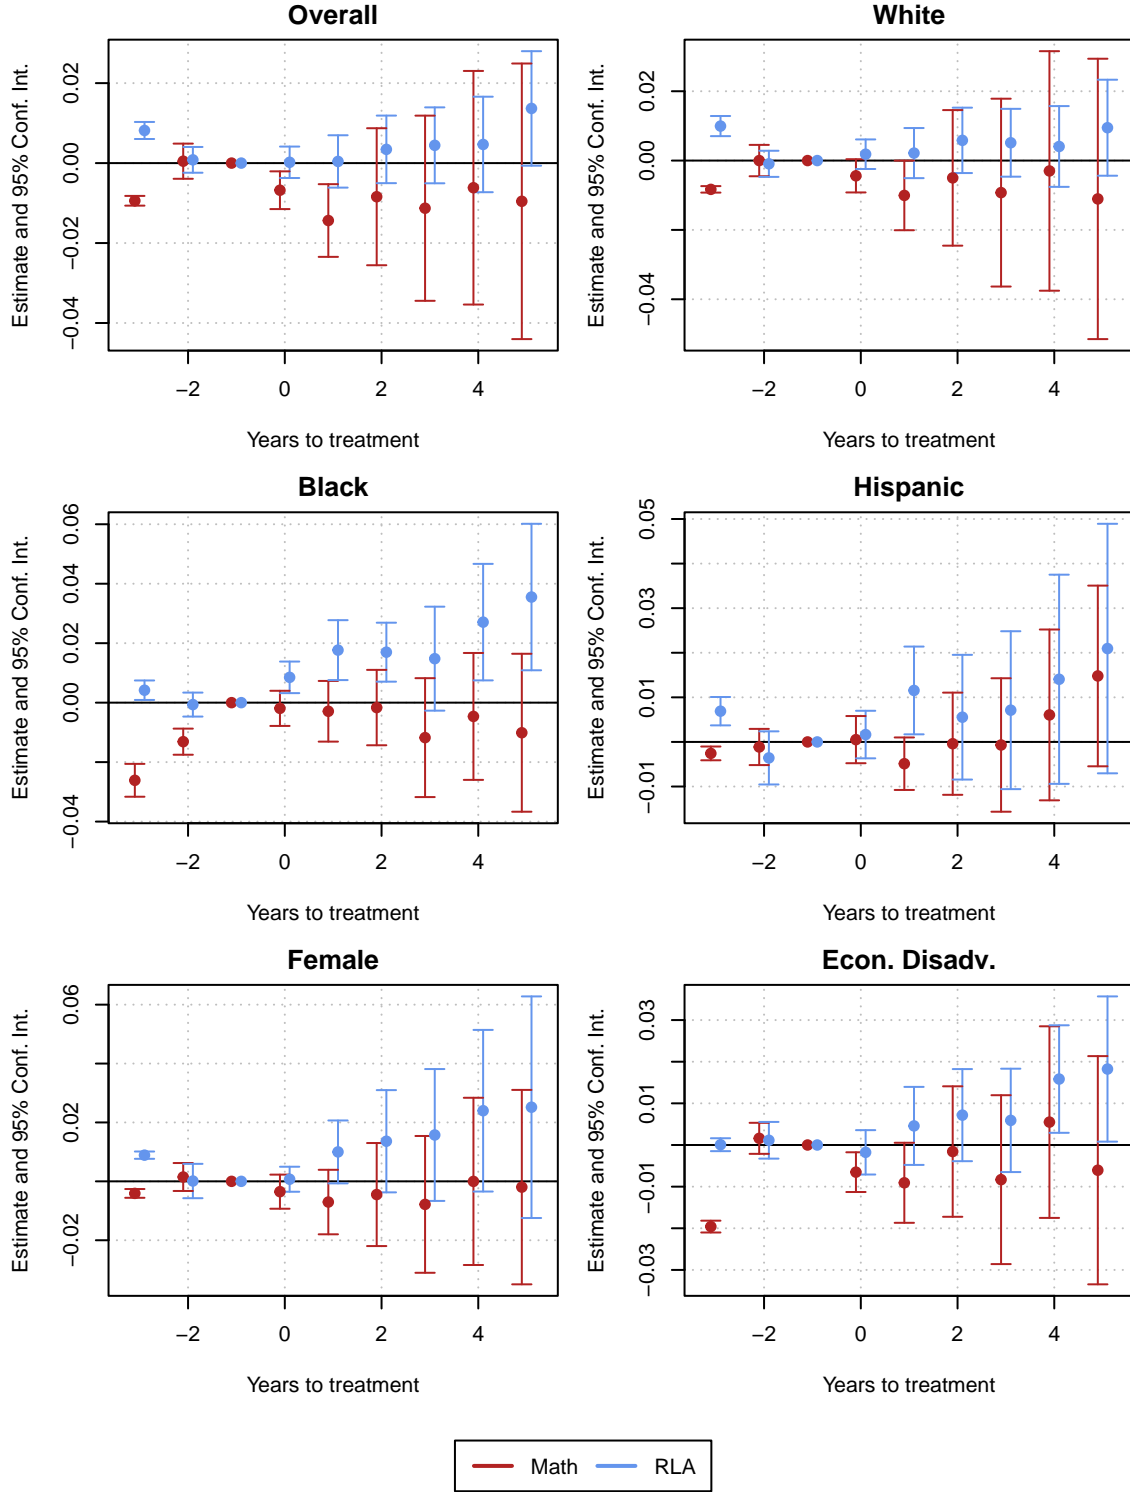 Overall
White
Estimate and 95% Conf. Int.
0.02
0.00
−0.02
−0.04
−2 0 2 4
Years to treatment
Estimate and 95% Conf. Int.
0.02
0.00
−0.04
−2 0 2 4
Years to treatment
Black
Hispanic
Estimate and 95% Conf. Int.
0.06
0.04
0.02
0.00
−0.04
−2 0 2 4
Years to treatment
Estimate and 95% Conf. Int.
0.05
0.03
0.01
−0.01
−2 0 2 4
Years to treatment
Female
Econ. Disadv.
Estimate and 95% Conf. Int.
0.06
0.02
−0.02
−2 0 2 4
Years to treatment
Estimate and 95% Conf. Int.
0.03
0.01
−0.01
−0.03
−2 0 2 4
Years to treatment
Math RLA